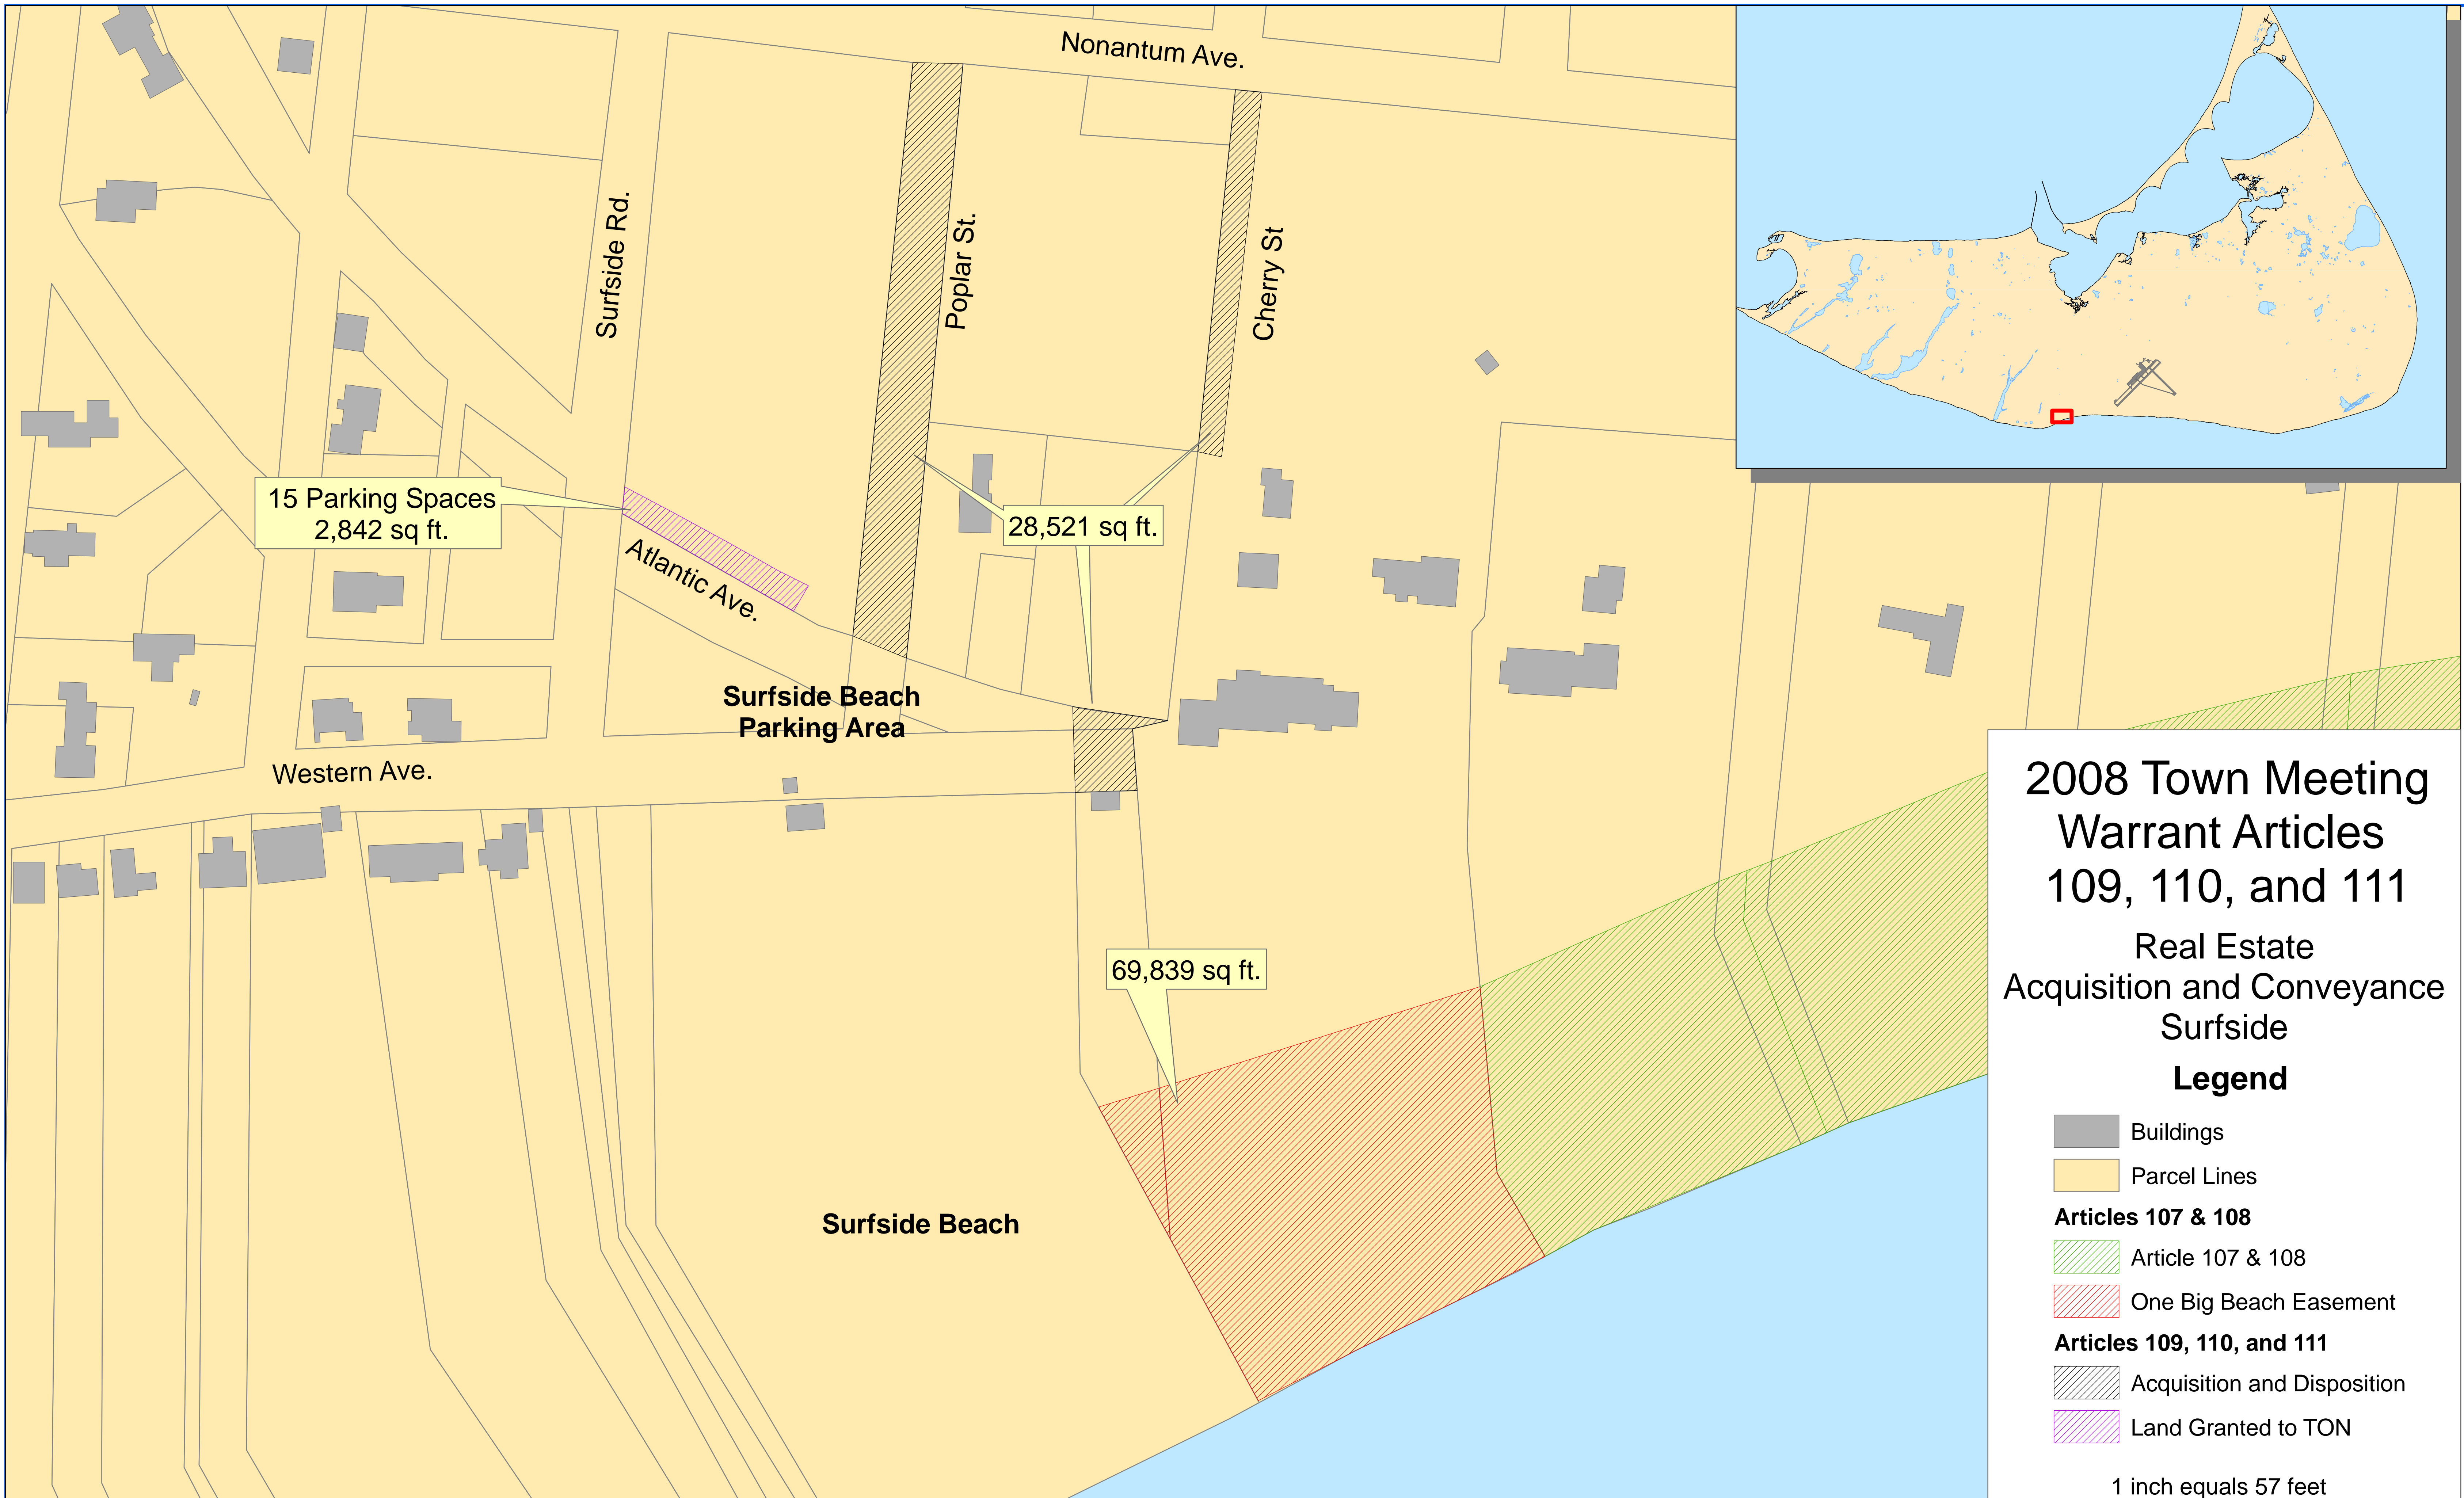 Nonantum Ave.
Surfside Rd.
Poplar St.
Cherry St
15 Parking Spaces
2,842 sq ft.
28,521 sq ft.
Atlantic Ave.
Surfside Beach
Parking Area
Western Ave.
69,839 sq ft.
Surfside Beach
2008 Town Meeting
Warrant Articles
109, 110, and 111
Real Estate
Acquisition and Conveyance
Surfside
Legend
Buildings
Parcel Lines
Articles 107 & 108
Article 107 & 108
One Big Beach Easement
Articles 109, 110, and 111
Acquisition and Disposition
Land Granted to TON
1 inch equals 57 feet